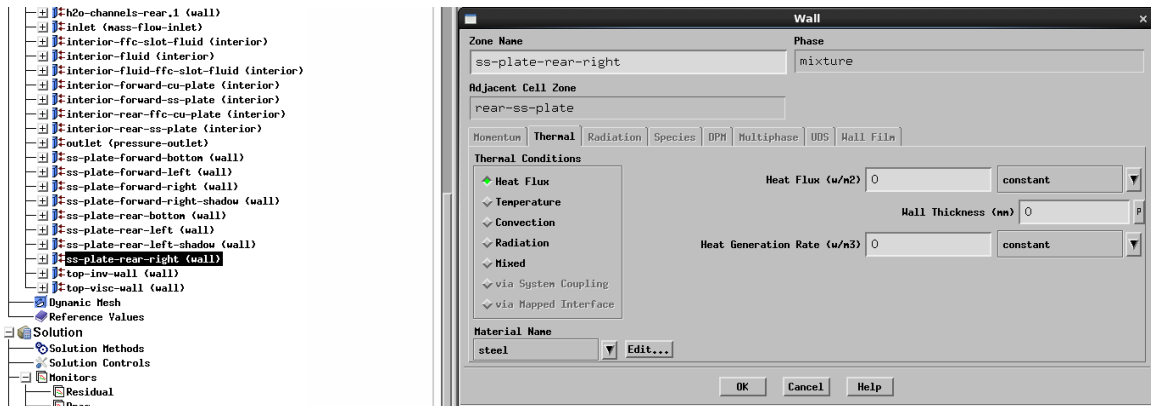 h2o-channels-rear.1 (wall)
inlet (mass-flow-inlet)
interior-ffc-slot-fluid (interior)
interior-fluid (interior)
interior-fluid-ffc-slot-fluid (interior)
interior-forward-cu-plate (interior)
interior-forward-ss-plate (interior)
interior-rear-ffc-cu-plate (interior)
interior-rear-ss-plate (interior)
outlet (pressure-outlet)
ss-plate-forward-bottom (wall)
ss-plate-forward-left (wall)
ss-plate-forward-right (wall)
ss-plate-forward-right-shadow (wall)
ss-plate-rear-bottom (wall)
ss-plate-rear-left (wall)
ss-plate-rear-left-shadow (wall)
ss-plate-rear-right (wall)
top-inv-wall (wall)
top-visc-wall (wall)
Dynamic Mesh
Reference Values
Solution
Solution Methods
Solution Controls
Monitors
Residual
Wall
Zone Name
Phase
ss-plate-rear-right
mixture
Adjacent Cell Zone
rear-ss-plate
Momentum Thermal Radiation Species DPM Multiphase UDS Wall Film
Thermal Conditions
Heat Flux
Temperature
Convection
Radiation
Mixed
via System Coupling
via Mapped Interface
Heat Flux (w/m2) 0 constant
Wall Thickness (mm) 0 P
Heat Generation Rate (w/m3) 0 constant
Material Name
steel Edit...
OK Cancel Help